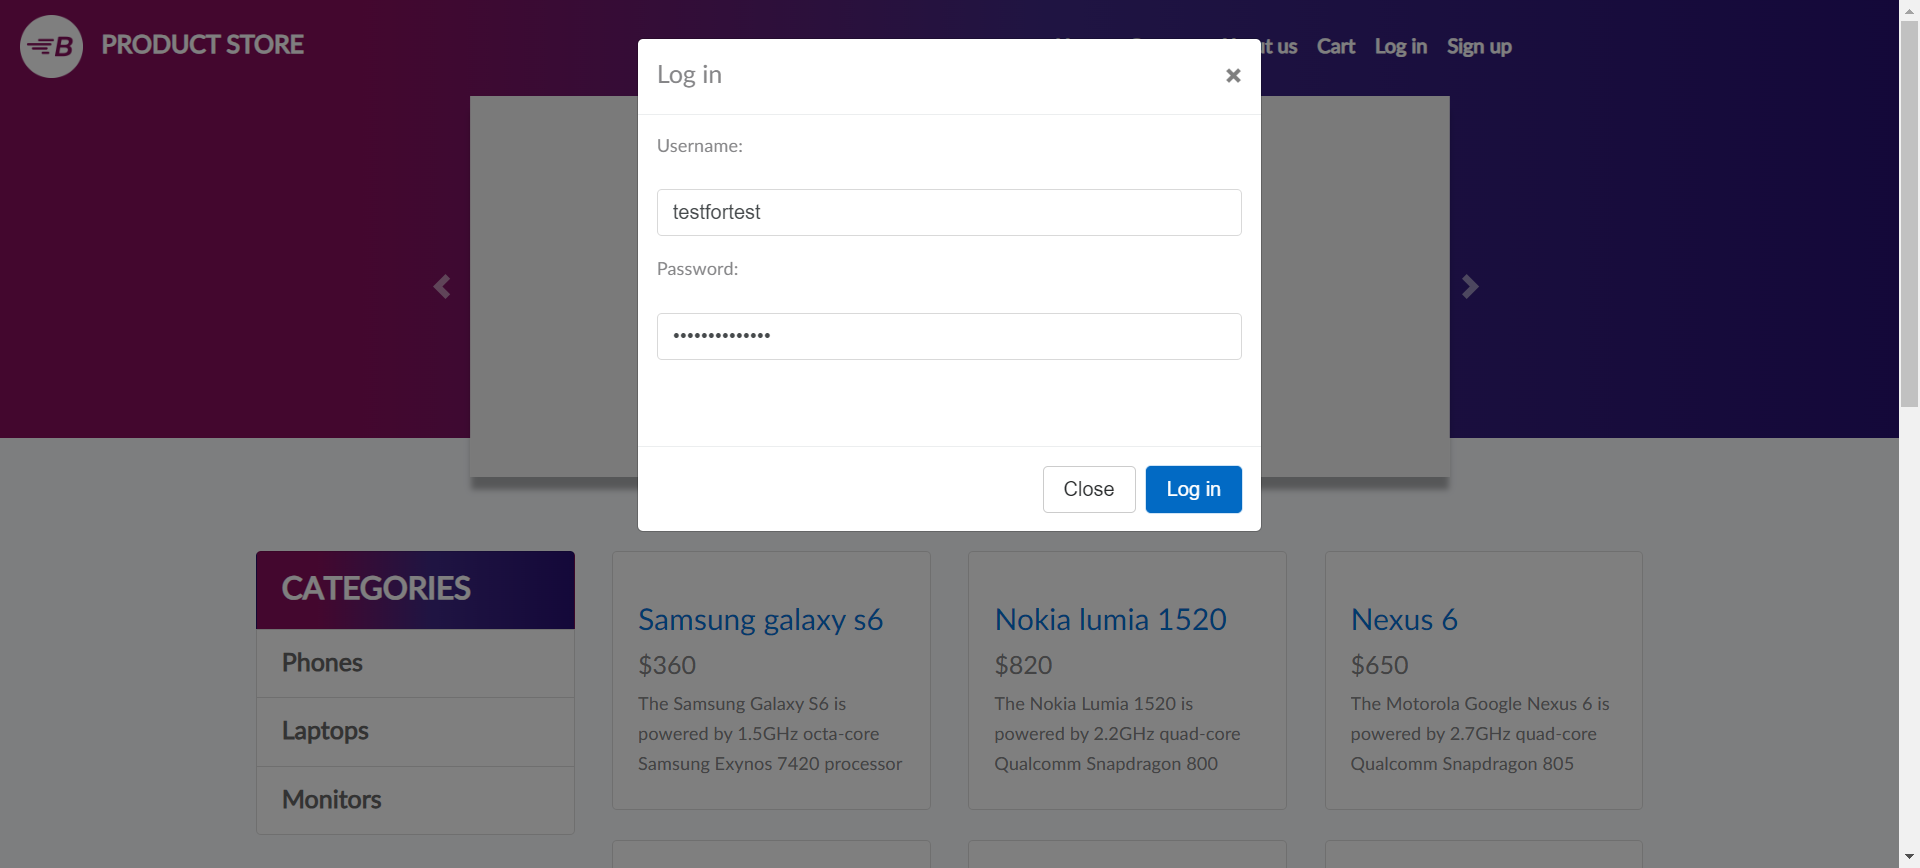 B PRODUCT STORE
t us Cart Log in Sign up
Log in
×
Username:
testfortest
Password:
••••••••••••••
Close Log in
CATEGORIES
Phones
Laptops
Monitors
Samsung galaxy s6
$360
The Samsung Galaxy S6 is
powered by 1.5GHz octa-core
Samsung Exynos 7420 processor
Nokia lumia 1520
$820
The Nokia Lumia 1520 is
powered by 2.2GHz quad-core
Qualcomm Snapdragon 800
Nexus 6
$650
The Motorola Google Nexus 6 is
powered by 2.7GHz quad-core
Qualcomm Snapdragon 805